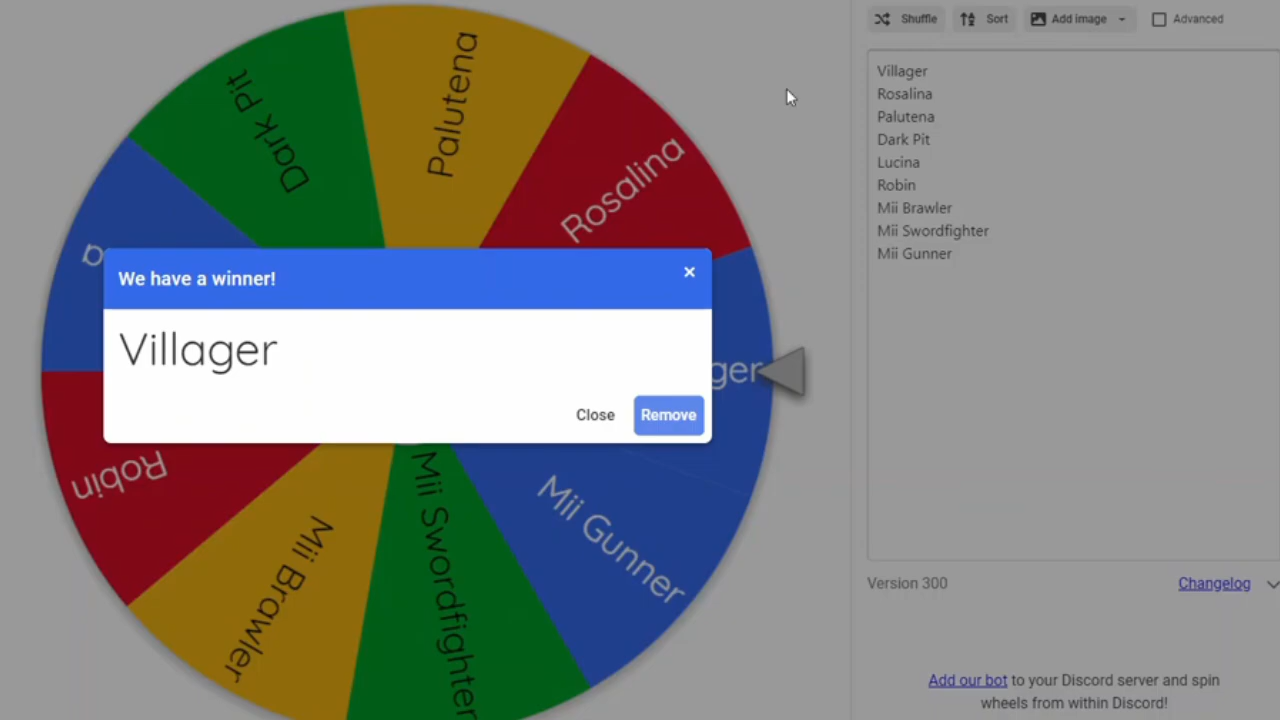 Shuffle
Sort
Add image
Advanced
Villager
Rosalina
Palutena
Dark Pit
Lucina
Robin
Mii Brawler
Mii Swordfighter
Mii Gunner
Version 300
Changelog
Add our bot to your Discord server and spin
wheels from within Discord!
Dark Pit
Palutena
Rosalina
a
ger
Robin
Mii Brawler
Mii Swordfighter
Mii Gunner
We have a winner!
×
Villager
Close
Remove